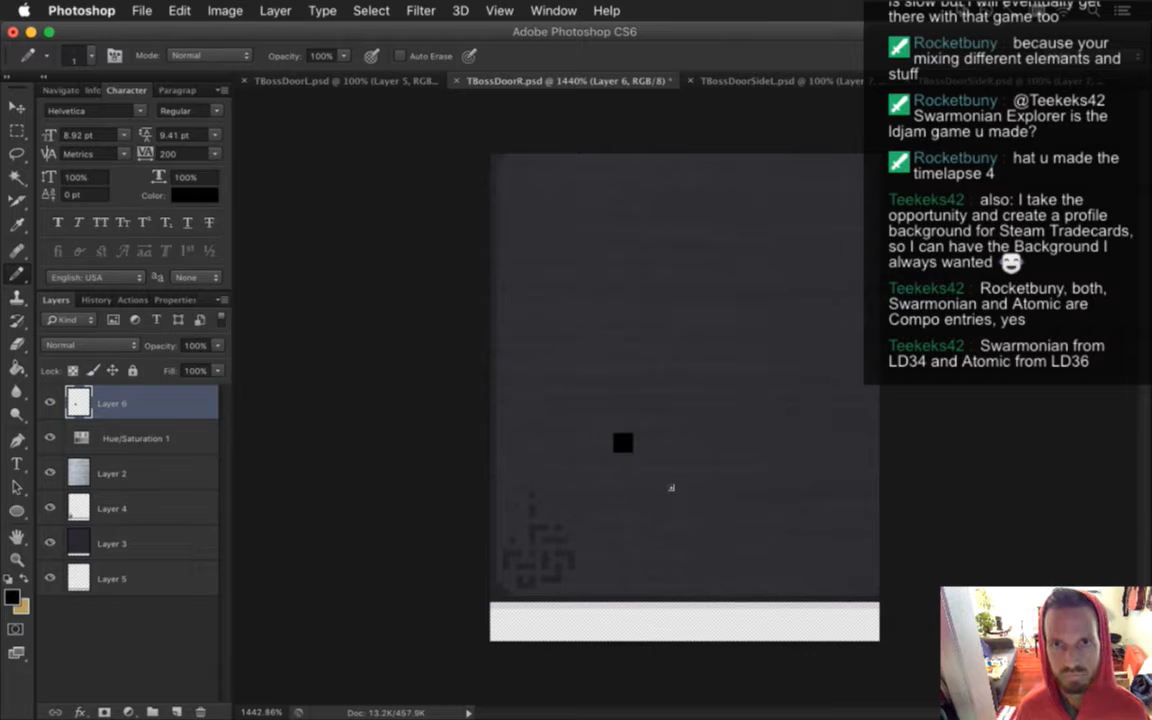 Photoshop File Edit Image Layer Type Select Filter 3D View Window Help
is slow but I will eventually get
there with that game too
Adobe Photoshop CS6
1 Mode: Normal Opacity: 100% Auto Erase
TBossDoorL.psd @ 100% (Layer 5, RGB... TBossDoorR.psd @ 1440% (Layer 6, RGB/8) * TBossDoorSideL.psd @ 100% (Layer
Rocketbuny : because your
mixing different elemants and
stuff
Rocketbuny : @Teekeks42
Swarmonian Explorer is the
ldjam game u made?
Rocketbuny : hat u made the
timelapse 4
Teekeks42 : also: I take the
opportunity and create a profile
background for Steam Tradecards,
so I can have the Background I
always wanted
Teekeks42 : Rocketbuny, both,
Swarmonian and Atomic are
Compo entries, yes
Teekeks42 : Swarmonian from
LD34 and Atomic from LD36
Navigato Info Character Paragrap
Helvetica Regular
8.92 pt 9.41 pt
Metrics 200
100% 100%
0 pt Color:
English: USA aa None
Layers History Actions Properties
Kind
Normal Opacity: 100%
Lock: Fill: 100%
Layer 6
Hue/Saturation 1
Layer 2
Layer 4
Layer 3
Layer 5
1442.86% Doc: 13.2K/457.9K